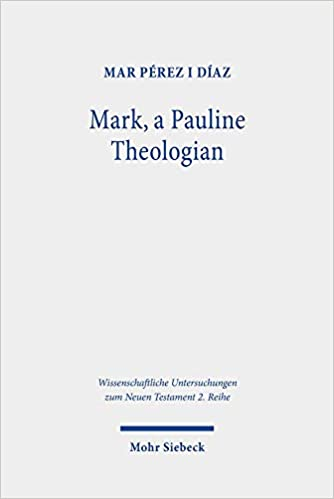 MAR PÉREZ I DÍAZ
Mark, a Pauline
Theologian
Wissenschaftliche Untersuchungen
zum Neuen Testament 2. Reihe
Mohr Siebeck